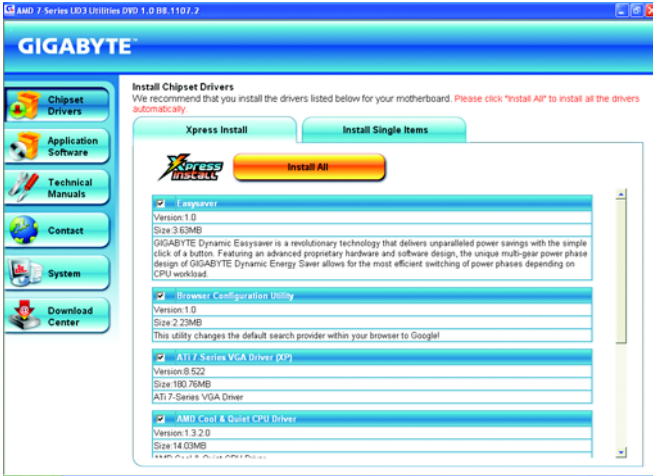 AMD 7-Series UD3 Utilities DVD 1.0 B8.1107.2
GIGABYTE™
Chipset
Drivers
Application
Software
Technical
Manuals
Contact
System
Download
Center
Install Chipset Drivers
We recommend that you install the drivers listed below for your motherboard. Please click "Install All" to install all the drivers
automatically.
Xpress Install
Install Single Items
Xpress
Install
Install All
Easysaver
Version:1.0
Size:3.63MB
GIGABYTE Dynamic Easysaver is a revolutionary technology that delivers unparalleled power savings with the simple
click of a button. Featuring an advanced proprietary hardware and software design, the unique multi-gear power phase
design of GIGABYTE Dynamic Energy Saver allows for the most efficient switching of power phases depending on
CPU workload.
Browser Configuration Utility
Version:1.0
Size:2.23MB
This utility changes the default search provider within your browser to Google!
ATi 7-Series VGA Driver (XP)
Version:8.522
Size:180.76MB
ATi 7-Series VGA Driver
AMD Cool & Quiet CPU Driver
Version:1.3.2.0
Size:14.03MB
AMD Cool & Quiet CPU Driver